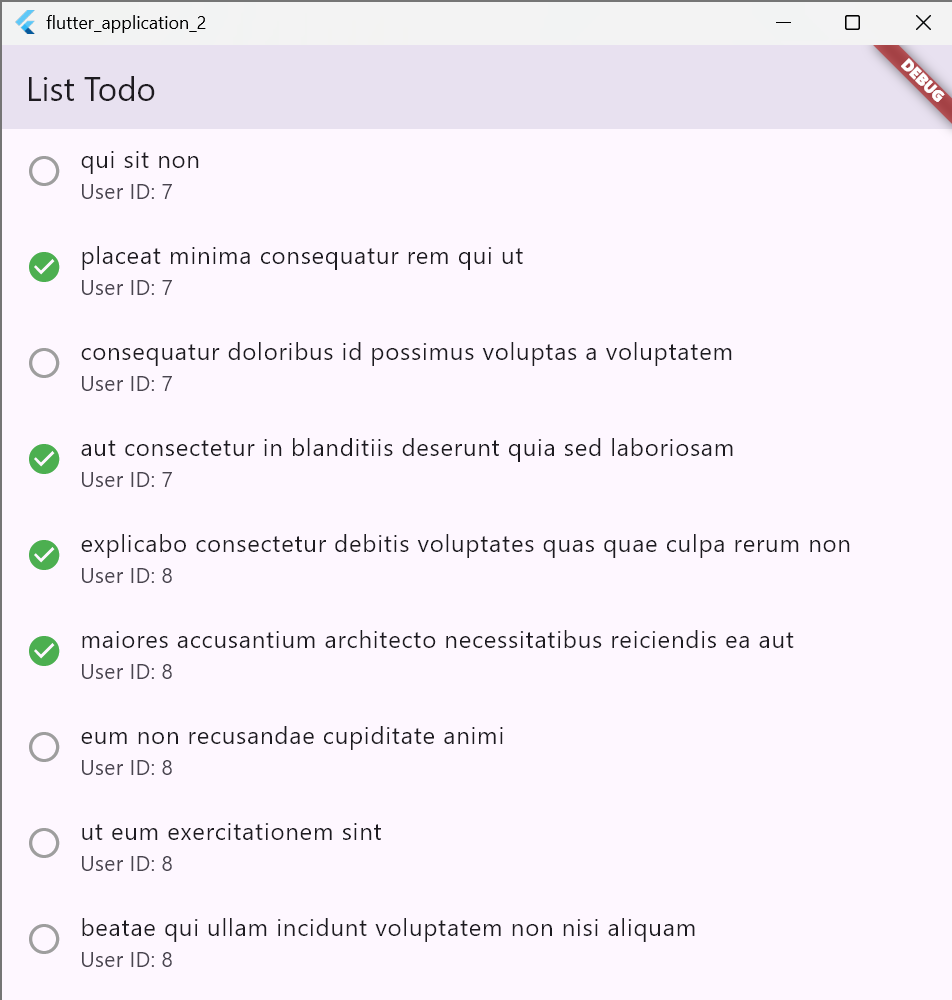 flutter_application_2
List Todo
DEBUG
qui sit non
User ID: 7
placeat minima consequatur rem qui ut
User ID: 7
consequatur doloribus id possimus voluptas a voluptatem
User ID: 7
aut consectetur in blanditiis deserunt quia sed laboriosam
User ID: 7
explicabo consectetur debitis voluptates quas quae culpa rerum non
User ID: 8
maiores accusantium architecto necessitatibus reiciendis ea aut
User ID: 8
eum non recusandae cupiditate animi
User ID: 8
ut eum exercitationem sint
User ID: 8
beatae qui ullam incidunt voluptatem non nisi aliquam
User ID: 8